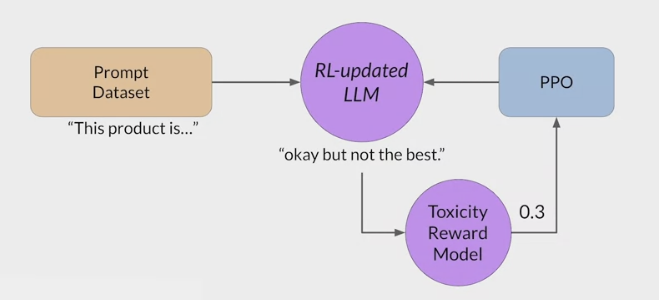 Prompt
Dataset
"This product is..."
RL-updated
LLM
"okay but not the best."
PPO
Toxicity
Reward
Model
0.3